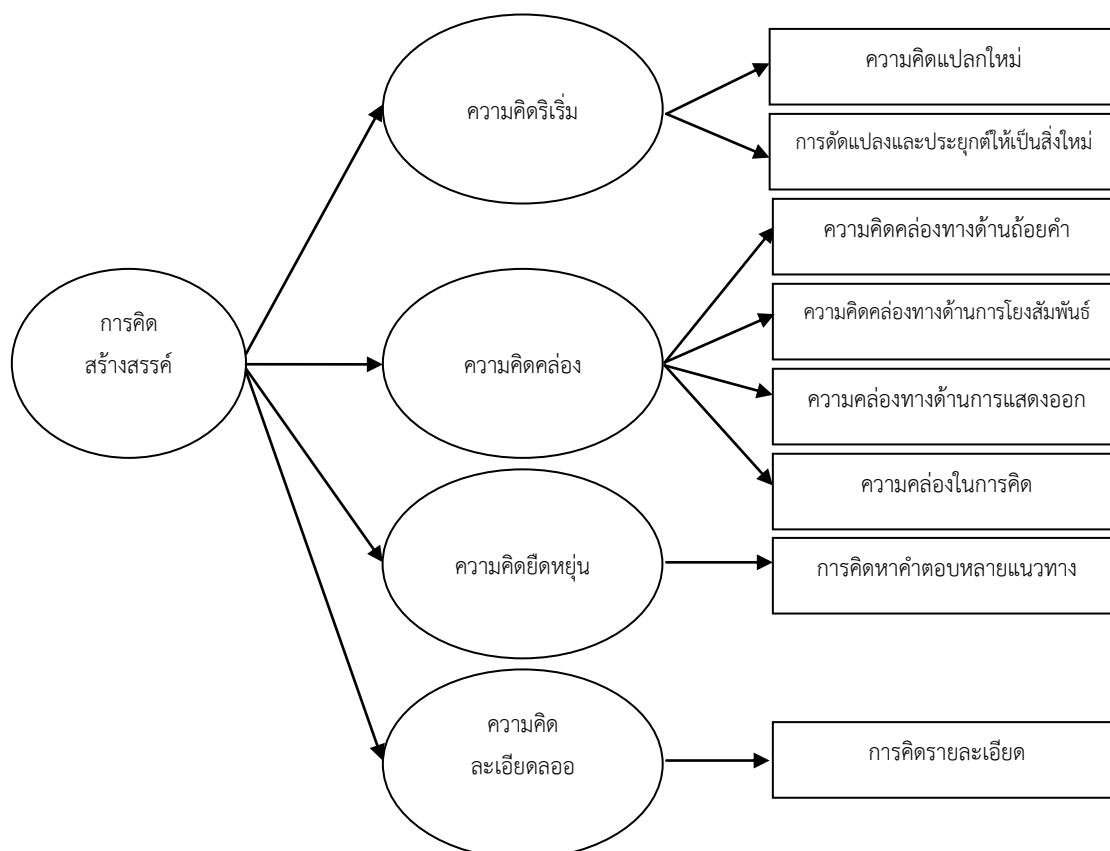 การคิด
สร้างสรรค์
ความคิดริเริ่ม
ความคิดแปลกใหม่
การดัดแปลงและประยุกต์ให้เป็นสิ่งใหม่
ความคิดคล่อง
ความคิดคล่องทางด้านถ้อยคำ
ความคิดคล่องทางด้านการโยงสัมพันธ์
ความคล่องทางด้านการแสดงออก
ความคล่องในการคิด
ความคิดยืดหยุ่น
การคิดหาคำตอบหลายแนวทาง
ความคิด
ละเอียดลออ
การคิดรายละเอียด